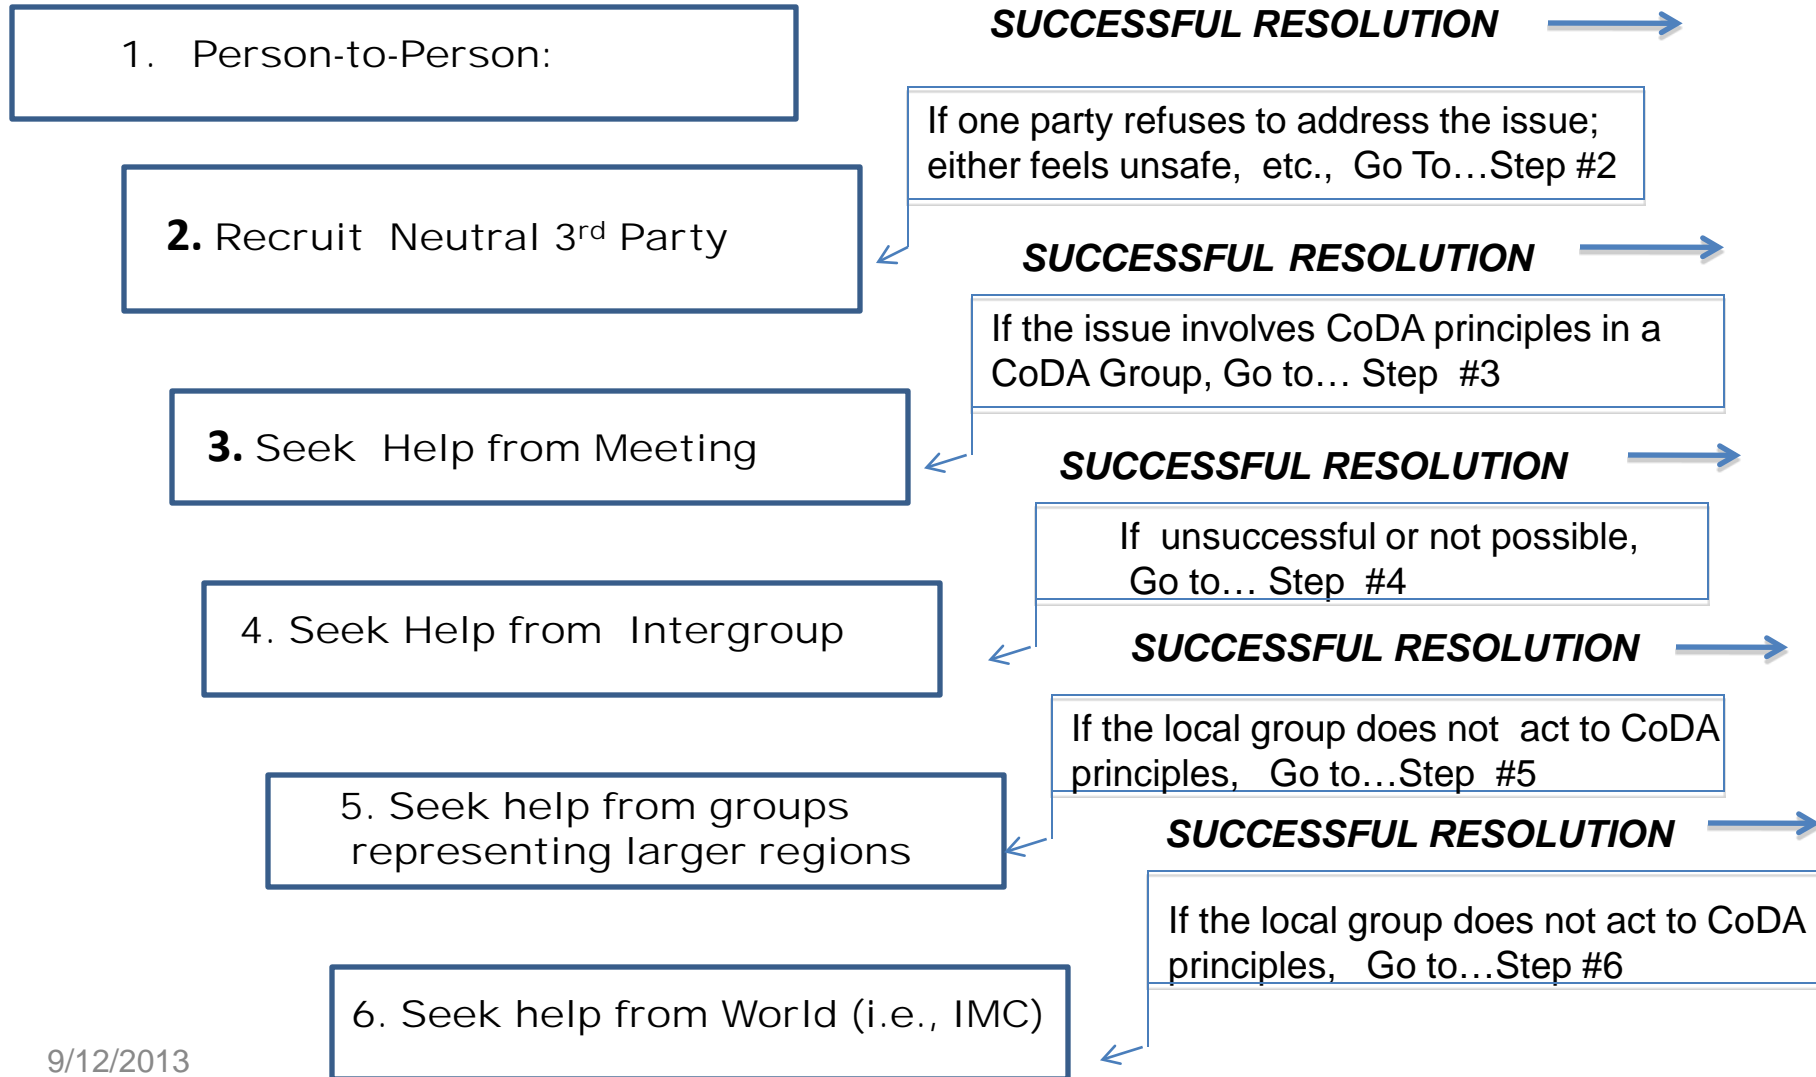 SUCCESSFUL RESOLUTION
1. Person-to-Person:
If one party refuses to address the issue;
either feels unsafe, etc., Go To…Step #2
2. Recruit Neutral 3rd Party
SUCCESSFUL RESOLUTION
If the issue involves CoDA principles in a
CoDA Group, Go to… Step #3
3. Seek Help from Meeting
SUCCESSFUL RESOLUTION
If unsuccessful or not possible,
Go to… Step #4
4. Seek Help from Intergroup
SUCCESSFUL RESOLUTION
If the local group does not act to CoDA
principles, Go to…Step #5
5. Seek help from groups
representing larger regions
SUCCESSFUL RESOLUTION
If the local group does not act to CoDA
principles, Go to…Step #6
6. Seek help from World (i.e., IMC)
9/12/2013